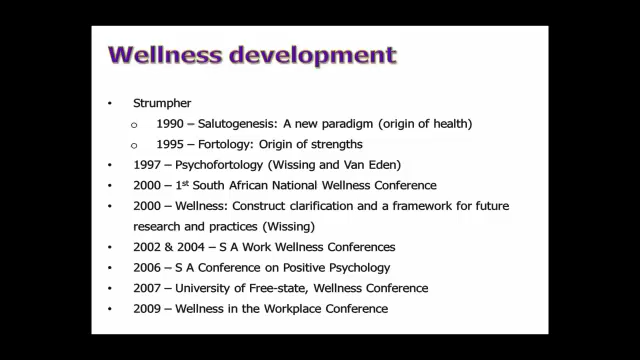 Wellness development
• Strumpher
o 1990 – Salutogenesis: A new paradigm (origin of health)
o 1995 – Fortology: Origin of strengths
• 1997 – Psychofortology (Wissing and Van Eden)
• 2000 – 1st South African National Wellness Conference
• 2000 – Wellness: Construct clarification and a framework for future
research and practices (Wissing)
• 2002 & 2004 – S A Work Wellness Conferences
• 2006 – S A Conference on Positive Psychology
• 2007 – University of Free-state, Wellness Conference
• 2009 – Wellness in the Workplace Conference